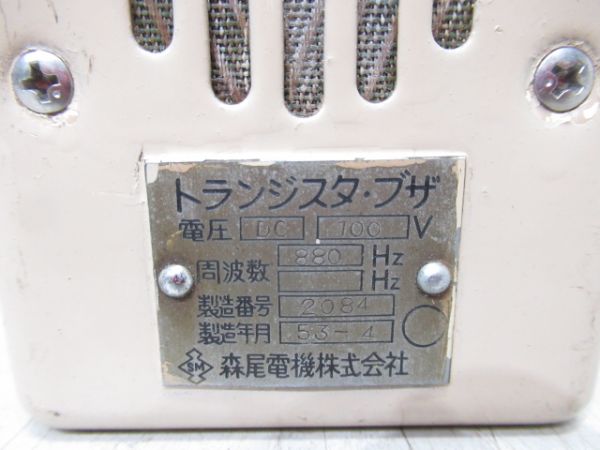 トランジスタ・ブザ
電圧 DC 100 V
周波数 880 Hz
Hz
製造番号 2084
製造年月 53-4
SM 森尾電機株式会社